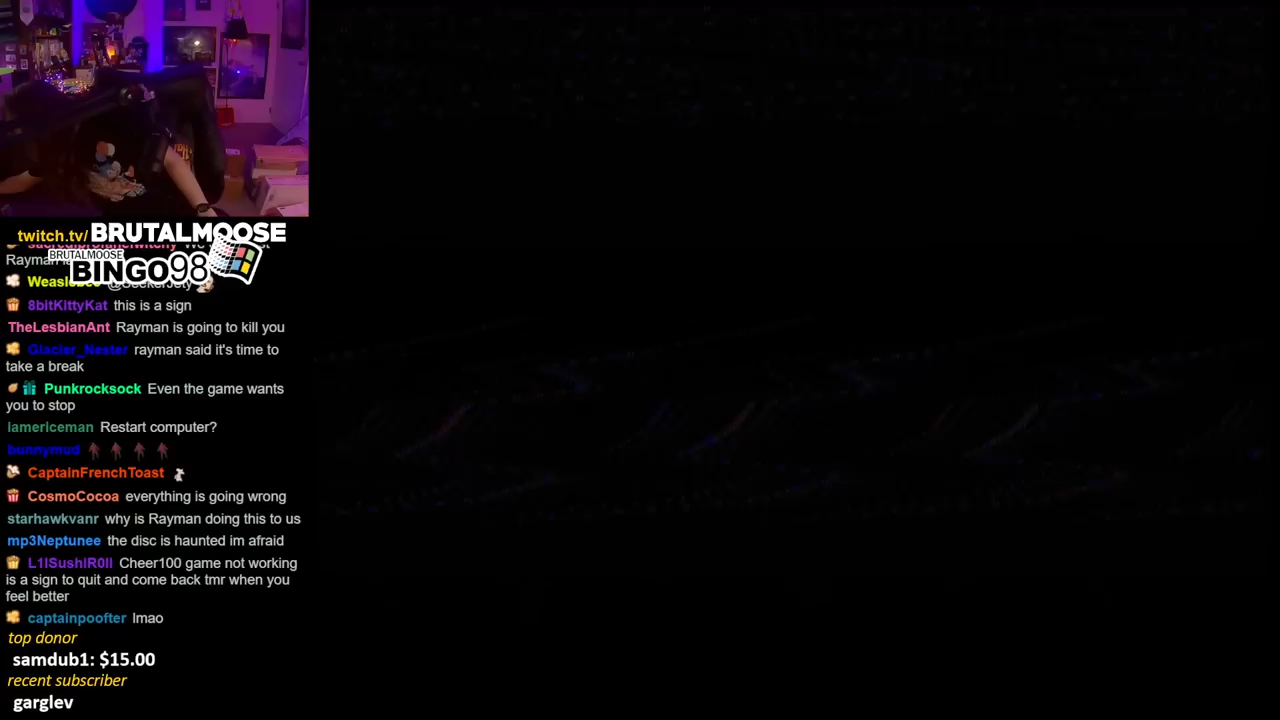 twitch.tv/BRUTALMOOSE
BRUTALMOOSE
BINGO98
Rayman
8bitKittyKat this is a sign
TheLesbianAnt Rayman is going to kill you
Glacier_Nester rayman said it's time to
take a break
Punkrocksock Even the game wants
you to stop
iamericeman Restart computer?
bunnymud
CaptainFrenchToast
CosmoCocoa everything is going wrong
starhawkvanr why is Rayman doing this to us
mp3Neptunee the disc is haunted im afraid
L1lSushiR0ll Cheer100 game not working
is a sign to quit and come back tmr when you
feel better
captainpoofter lmao
top donor
samdub1: $15.00
recent subscriber
garglev